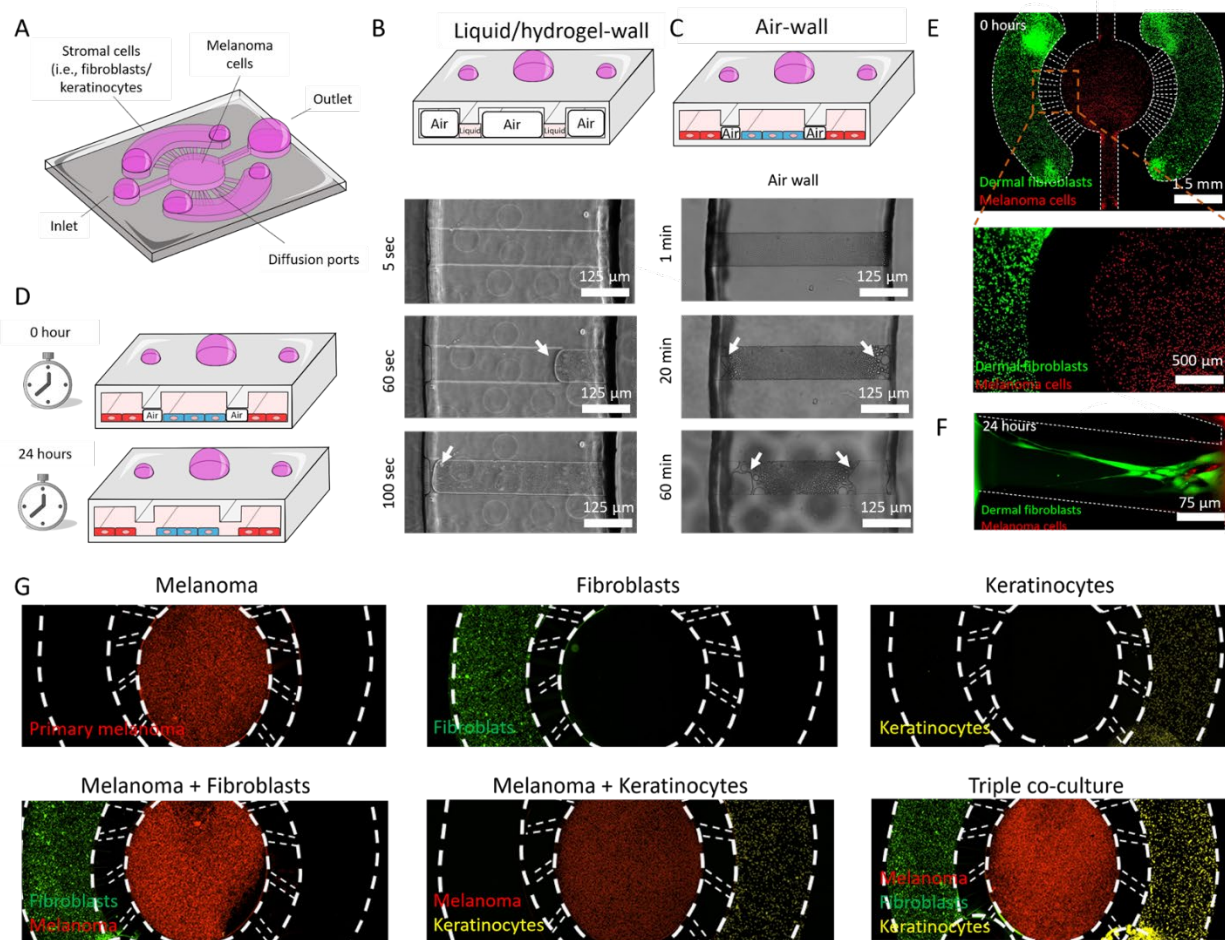 A
Stromal cells
(i.e., fibroblasts/
keratinocytes
Melanoma
cells
Outlet
Inlet
Diffusion ports
B
Liquid/hydrogel-wall
Air
Liquid
Air
Liquid
Air
5 sec
125 µm
60 sec
125 µm
100 sec
125 µm
C
Air-wall
Air
Air
Air wall
1 min
125 µm
20 min
125 µm
60 min
125 µm
D
0 hour
Air
Air
24 hours
E
0 hours
Dermal fibroblasts
Melanoma cells
1.5 mm
Dermal fibroblasts
Melanoma cells
500 µm
F
24 hours
Dermal fibroblasts
Melanoma cells
75 µm
G
Melanoma
Primary melanoma
Fibroblasts
Fibroblats
Keratinocytes
Keratinocytes
Melanoma + Fibroblasts
Fibroblasts
Melanoma
Melanoma + Keratinocytes
Melanoma
Keratinocytes
Triple co-culture
Melanoma
Fibroblasts
Keratinocytes